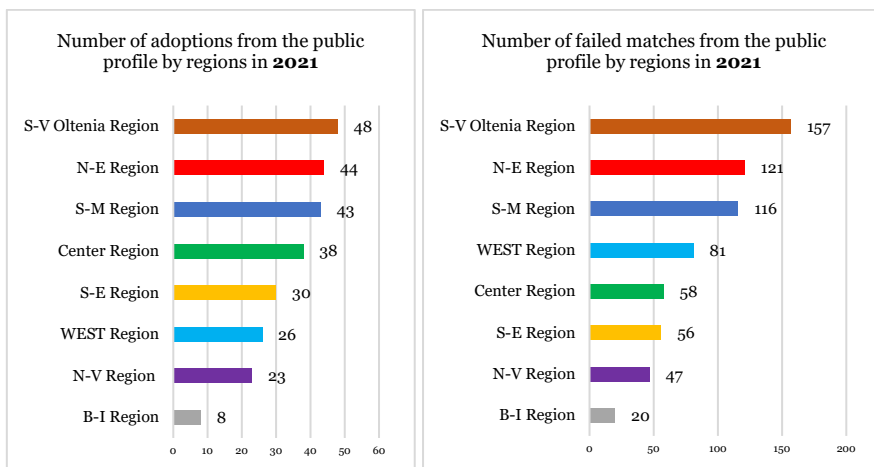 Number of adoptions from the public
profile by regions in 2021
S-V Oltenia Region 48
N-E Region 44
S-M Region 43
Center Region 38
S-E Region 30
WEST Region 26
N-V Region 23
B-I Region 8
0 10 20 30 40 50 60
Number of failed matches from the public
profile by regions in 2021
S-V Oltenia Region 157
N-E Region 121
S-M Region 116
WEST Region 81
Center Region 58
S-E Region 56
N-V Region 47
B-I Region 20
0 50 100 150 200